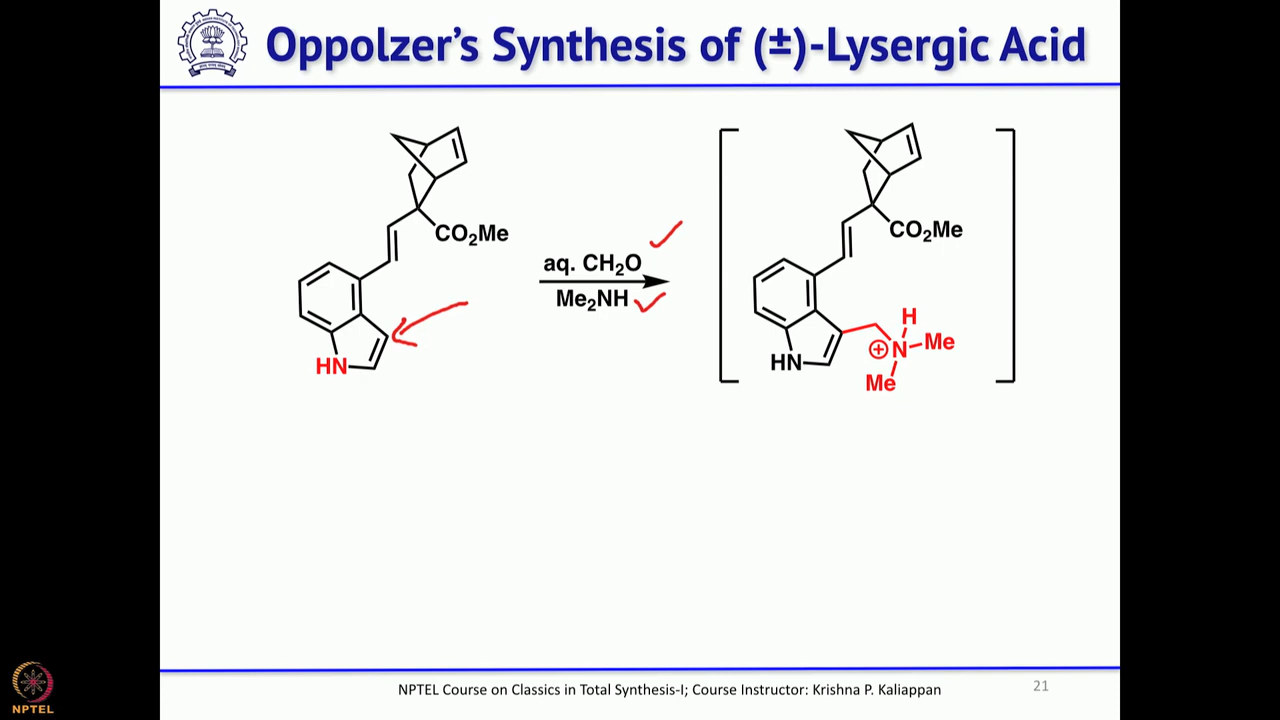 Oppolzer's Synthesis of (±)-Lysergic Acid
CO₂Me
HN
aq. CH₂O
Me₂NH
CO₂Me
HN
H
⊕N
Me
Me
NPTEL
NPTEL Course on Classics in Total Synthesis-I; Course Instructor: Krishna P. Kaliappan
21